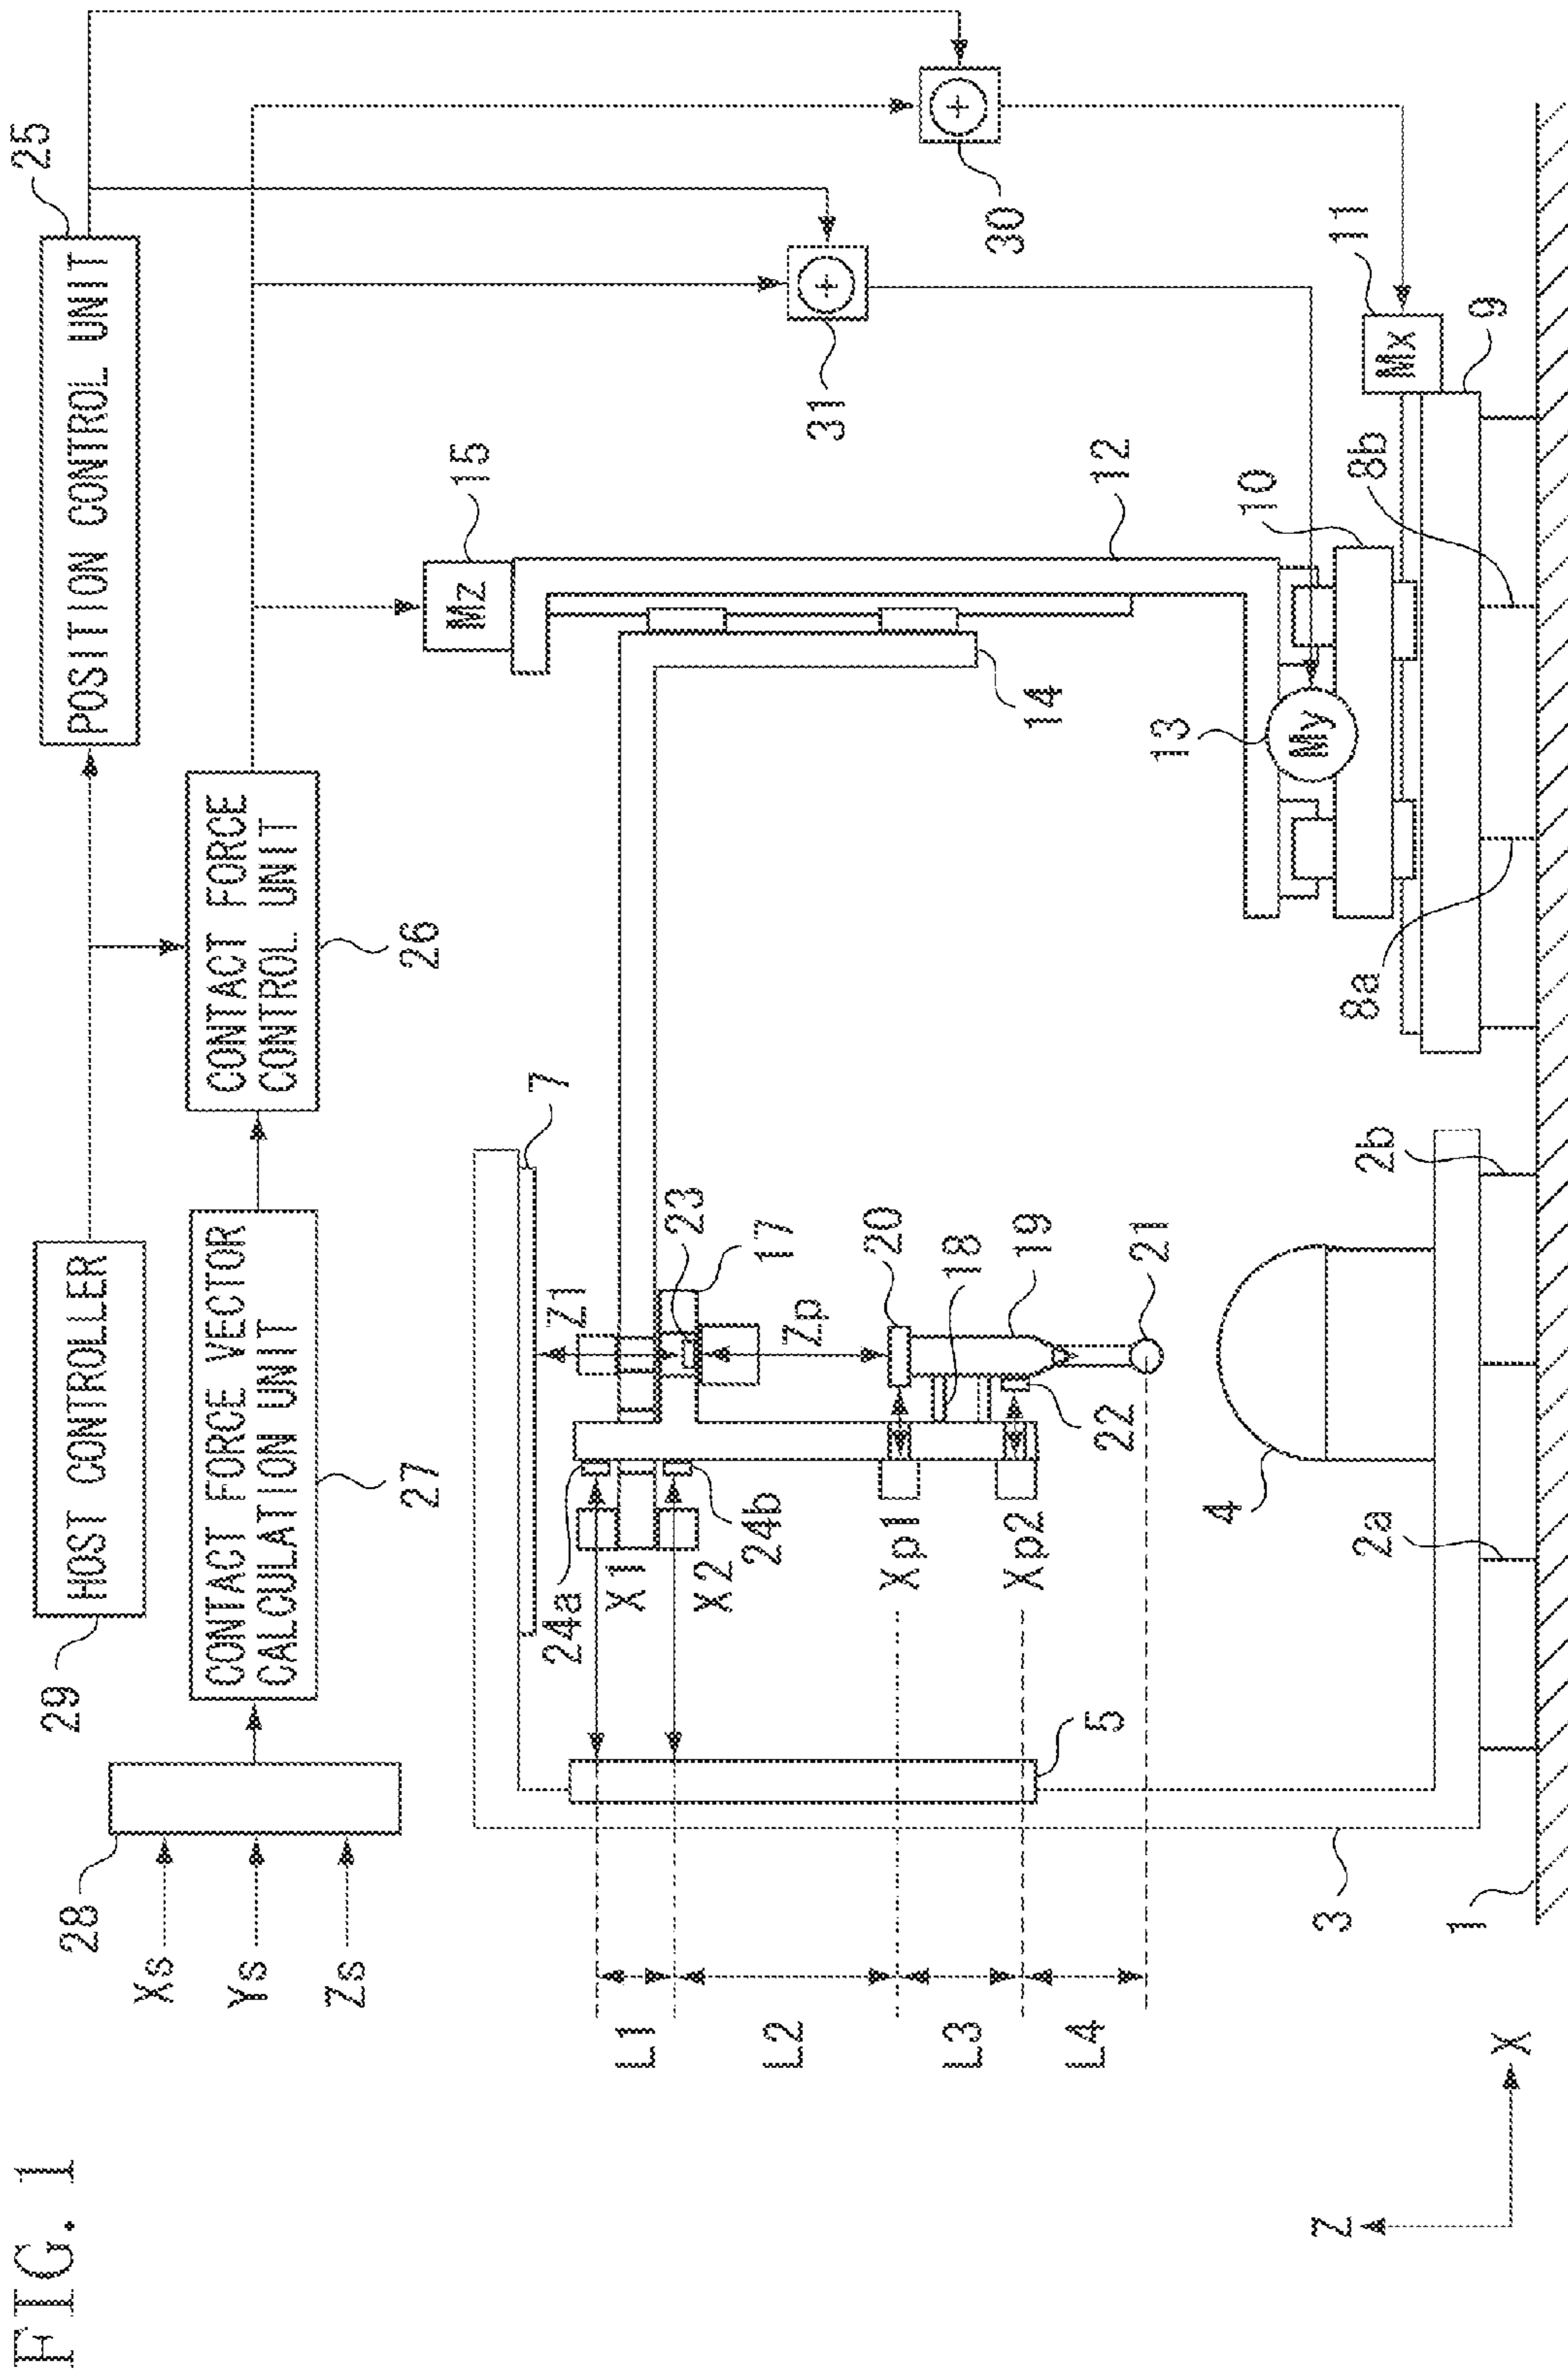 FIG. 1
29
HOST CONTROLLER
POSITION CONTROL UNIT
25
28
Xs
Ys
Zs
CONTACT FORCE VECTOR
CALCULATION UNIT
27
CONTACT FORCE
CONTROL UNIT
26
Mz
15
31
30
7
24a
X1
Z1
23
17
X2
24b
L1
L2
L3
L4
Xp1
Xp2
Zp
20
18
19
21
22
5
14
12
13
My
10
11
Mx
9
4
3
1
2a
2b
8a
8b
Z
X